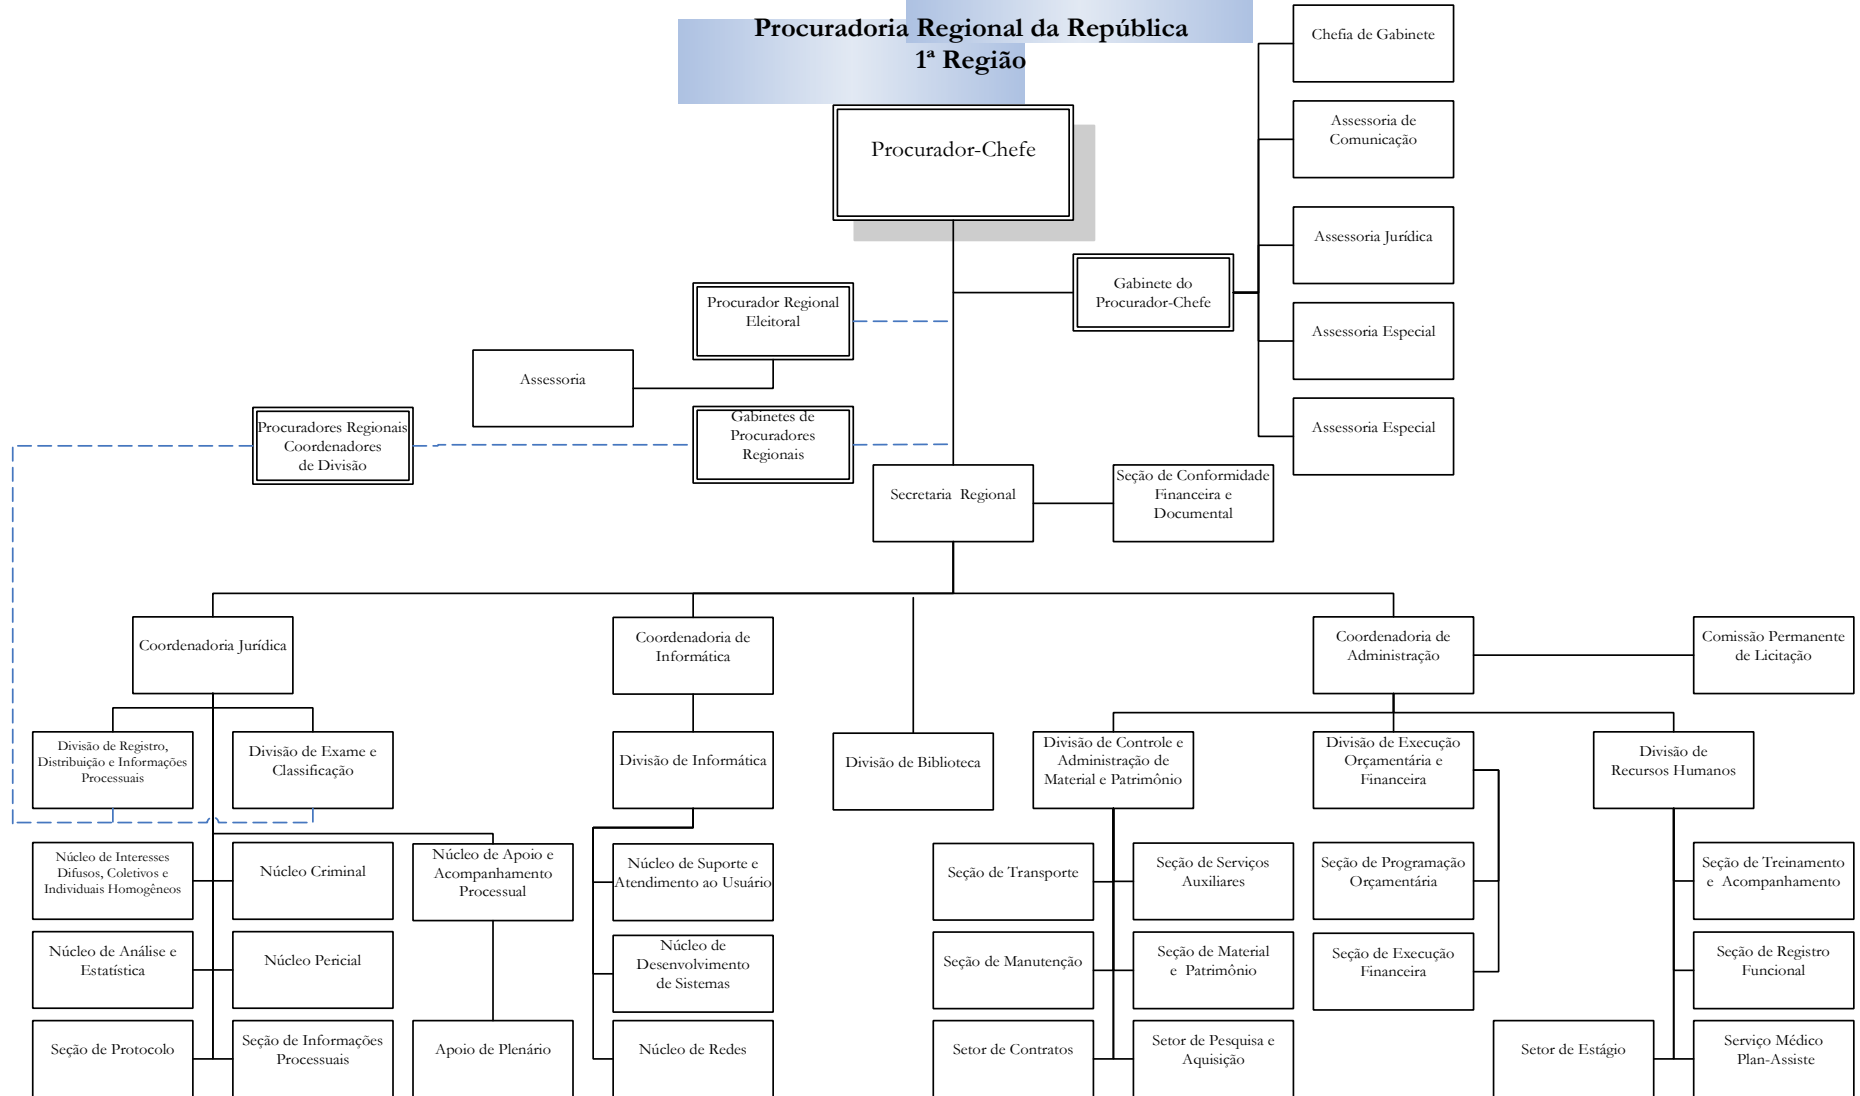 Procuradoria Regional da República
1ª Região
Chefia de Gabinete
Assessoria de
Comunicação
Procurador-Chefe
Assessoria Jurídica
Gabinete do
Procurador-Chefe
Procurador Regional
Eleitoral
Assessoria Especial
Assessoria
Gabinetes de
Procuradores
Regionais
Procuradores Regionais
Coordenadores
de Divisão
Assessoria Especial
Secretaria Regional
Seção de Conformidade
Financeira e
Documental
Coordenadoria Jurídica
Coordenadoria de
Informática
Coordenadoria de
Administração
Comissão Permanente
de Licitação
Divisão de Registro,
Distribuição e Informações
Processuais
Divisão de Exame e
Classificação
Divisão de Informática
Divisão de Biblioteca
Divisão de Controle e
Administração de
Material e Patrimônio
Divisão de Execução
Orçamentária e
Financeira
Divisão de
Recursos Humanos
Núcleo de Interesses
Difusos, Coletivos e
Individuais Homogêneos
Núcleo Criminal
Núcleo de Apoio e
Acompanhamento
Processual
Núcleo de Suporte e
Atendimento ao Usuário
Seção de Transporte
Seção de Serviços
Auxiliares
Seção de Programação
Orçamentária
Seção de Treinamento
e Acompanhamento
Núcleo de Análise e
Estatística
Núcleo Pericial
Núcleo de
Desenvolvimento
de Sistemas
Seção de Manutenção
Seção de Material
e Patrimônio
Seção de Execução
Financeira
Seção de Registro
Funcional
Seção de Protocolo
Seção de Informações
Processuais
Apoio de Plenário
Núcleo de Redes
Setor de Contratos
Setor de Pesquisa e
Aquisição
Setor de Estágio
Serviço Médico
Plan-Assiste